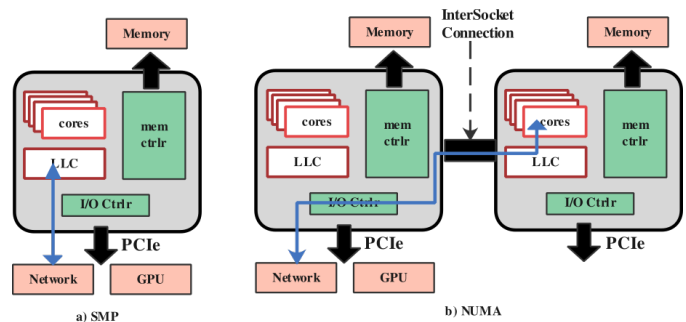 InterSocket
Connection
Memory
cores
LLC
mem
ctrlr
I/O Ctrlr
PCIe
Network
GPU
a) SMP
Memory
cores
LLC
mem
ctrlr
I/O Ctrlr
PCIe
Network
GPU
Memory
cores
LLC
mem
ctrlr
I/O Ctrlr
PCIe
b) NUMA